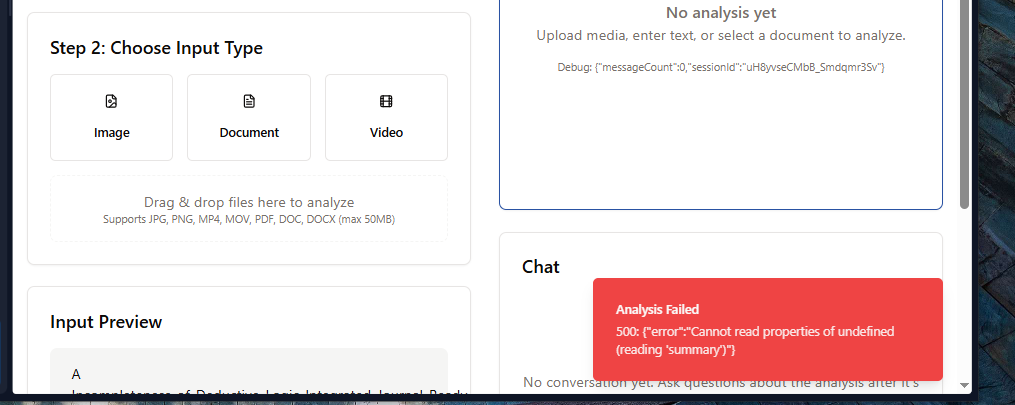 Step 2: Choose Input Type
Image
Document
Video
Drag & drop files here to analyze
Supports JPG, PNG, MP4, MOV, PDF, DOC, DOCX (max 50MB)
Input Preview
A
Incompleteness of Deductive Logic Integrated Journal Ready
No analysis yet
Upload media, enter text, or select a document to analyze.
Debug: {"messageCount":0,"sessionId":"uH8yvseCMbB_Smdqmr3Sv"}
Chat
Analysis Failed
500: {"error":"Cannot read properties of undefined
(reading 'summary')"}
No conversation yet. Ask questions about the analysis after it's